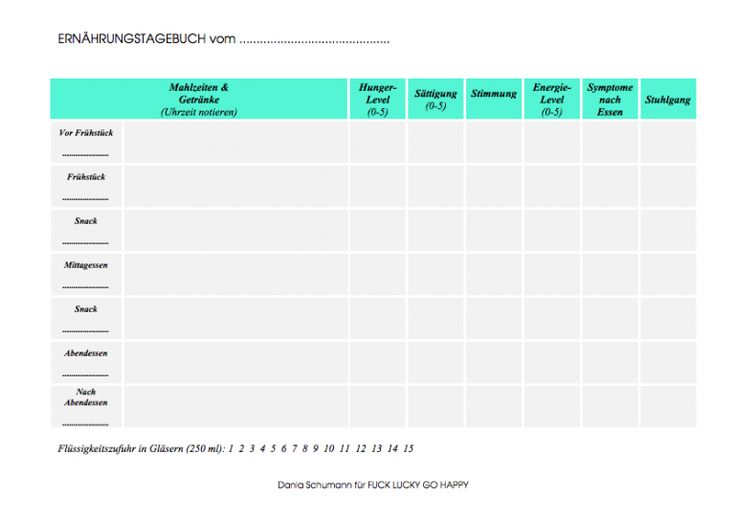 ERNÄHRUNGSTAGEBUCH vom ............................................
Mahlzeiten &
Getränke
(Uhrzeit notieren)
Hunger-
Level
(0-5)
Sättigung
(0-5)
Stimmung
Energie-
Level
(0-5)
Symptome
nach
Essen
Stuhlgang
Vor Frühstück
......................
Frühstück
......................
Snack
......................
Mittagessen
......................
Snack
......................
Abendessen
......................
Nach
Abendessen
......................
Flüssigkeitszufuhr in Gläsern (250 ml): 1 2 3 4 5 6 7 8 9 10 11 12 13 14 15
Dania Schumann für FUCK LUCKY GO HAPPY